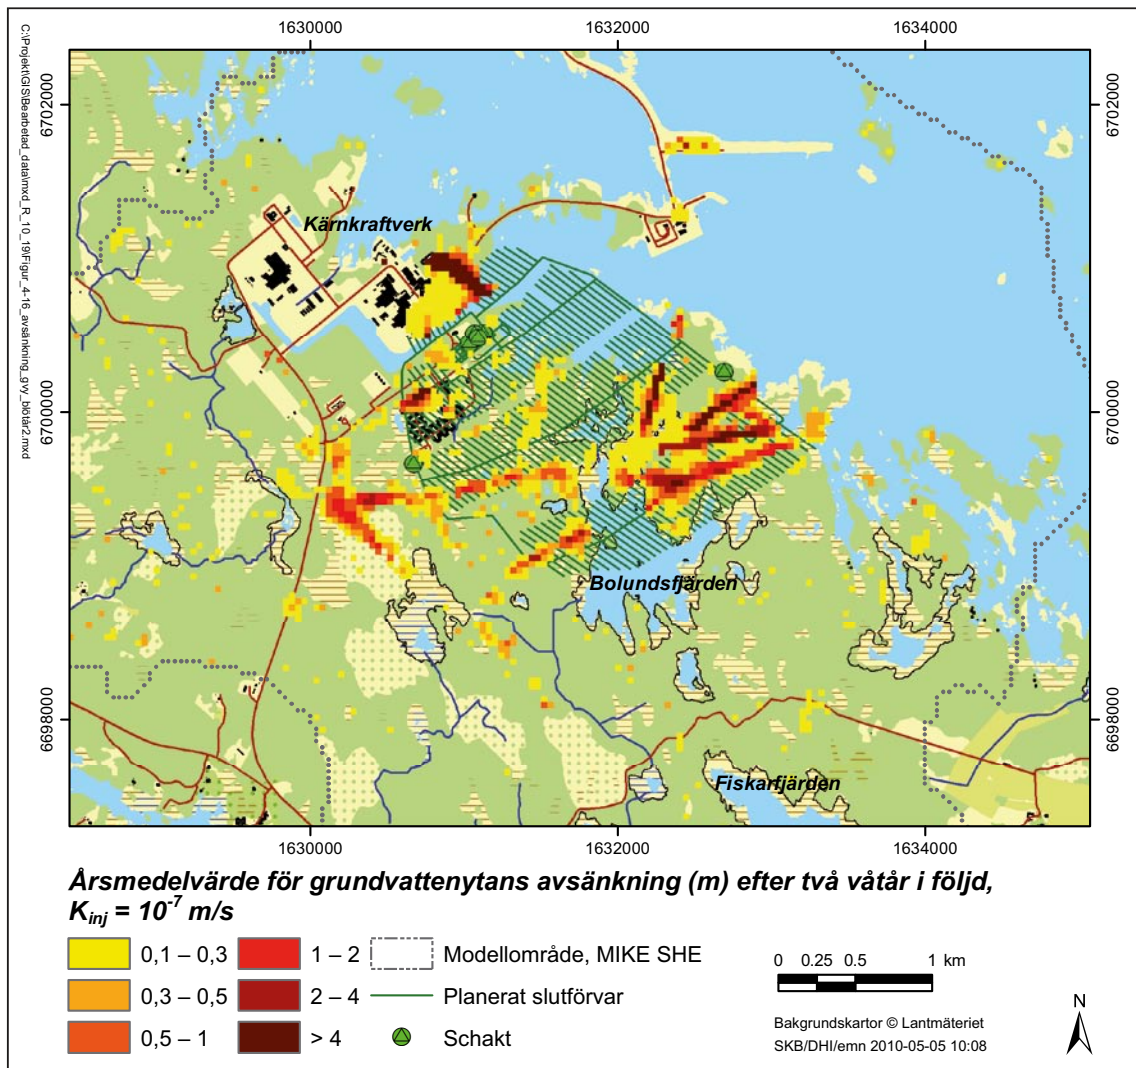 1630000 1632000 1634000
C:\Projekt\GIS\Bearbetad_data\mxd_R_10_19\Figur_4-16_avsänkning_gvy_blötår2.mxd
6702000 6702000
Kärnkraftverk
6700000 6700000
Bolundsfjärden
6698000 6698000
Fiskarfjärden
1630000 1632000 1634000
Årsmedelvärde för grundvattenytans avsänkning (m) efter två våtår i följd,
K_inj = 10^-7 m/s
0,1 – 0,3 1 – 2 Modellområde, MIKE SHE
0,3 – 0,5 2 – 4 Planerat slutförvar
0,5 – 1 > 4 Schakt
0 0.25 0.5 1 km
Bakgrundskartor © Lantmäteriet
SKB/DHI/emn 2010-05-05 10:08
N